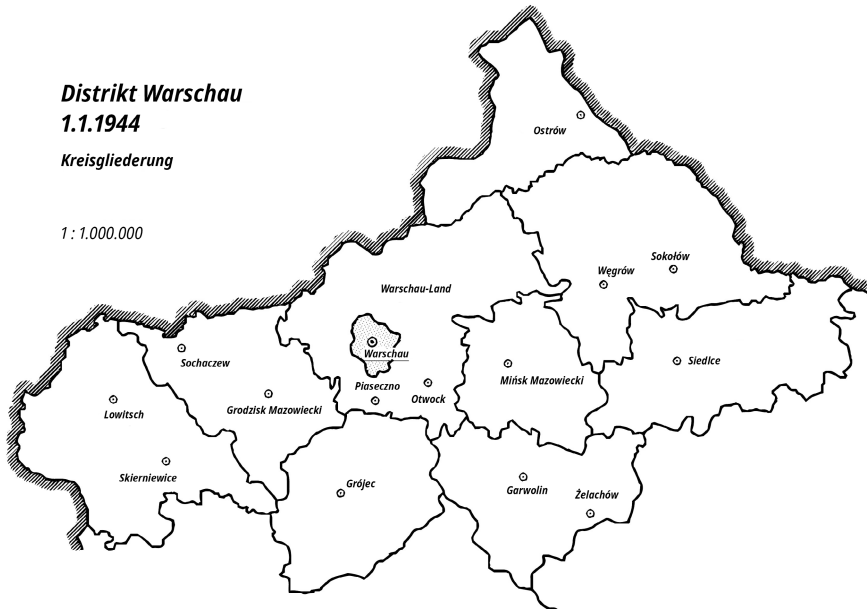 Distrikt Warschau
1.1.1944
Kreisgliederung
1 : 1.000.000
Ostrów
Sokołów
Węgrów
Warschau-Land
Warschau
Sochaczew
Siedlce
Mińsk Mazowiecki
Piaseczno
Otwock
Lowitsch
Grodzisk Mazowiecki
Skierniewice
Grójec
Garwolin
Żelachów